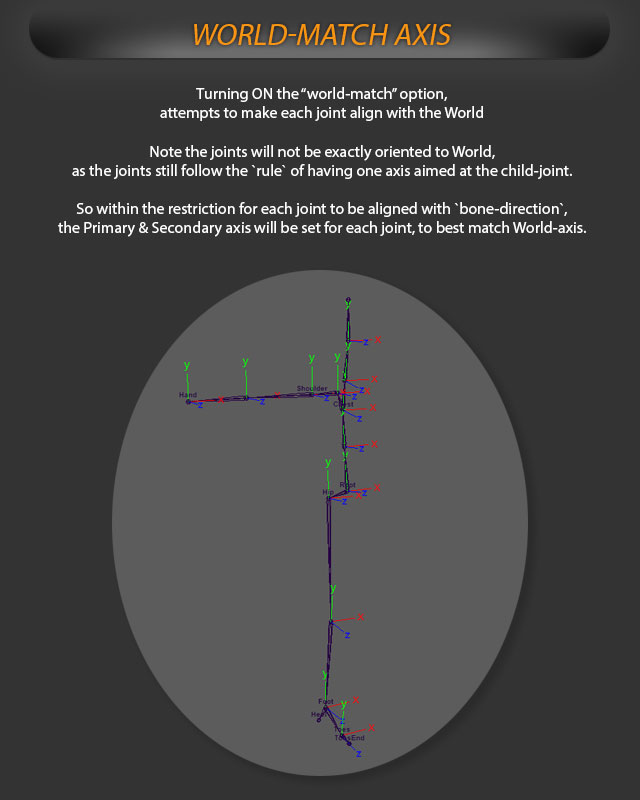 WORLD-MATCH AXIS
Turning ON the “world-match” option,
attempts to make each joint align with the World
Note the joints will not be exactly oriented to World,
as the joints still follow the `rule` of having one axis aimed at the child-joint.
So within the restriction for each joint to be aligned with `bone-direction`,
the Primary & Secondary axis will be set for each joint, to best match World-axis.
y
y
z x
y
y y y y
x
z
Hand Shoulder x
z x z z z
Chest x
y z
y z x
y
Root x
Hip z
z
y
x
z
y
Foot y x
Heel z
Toes x
ToesEnd
z